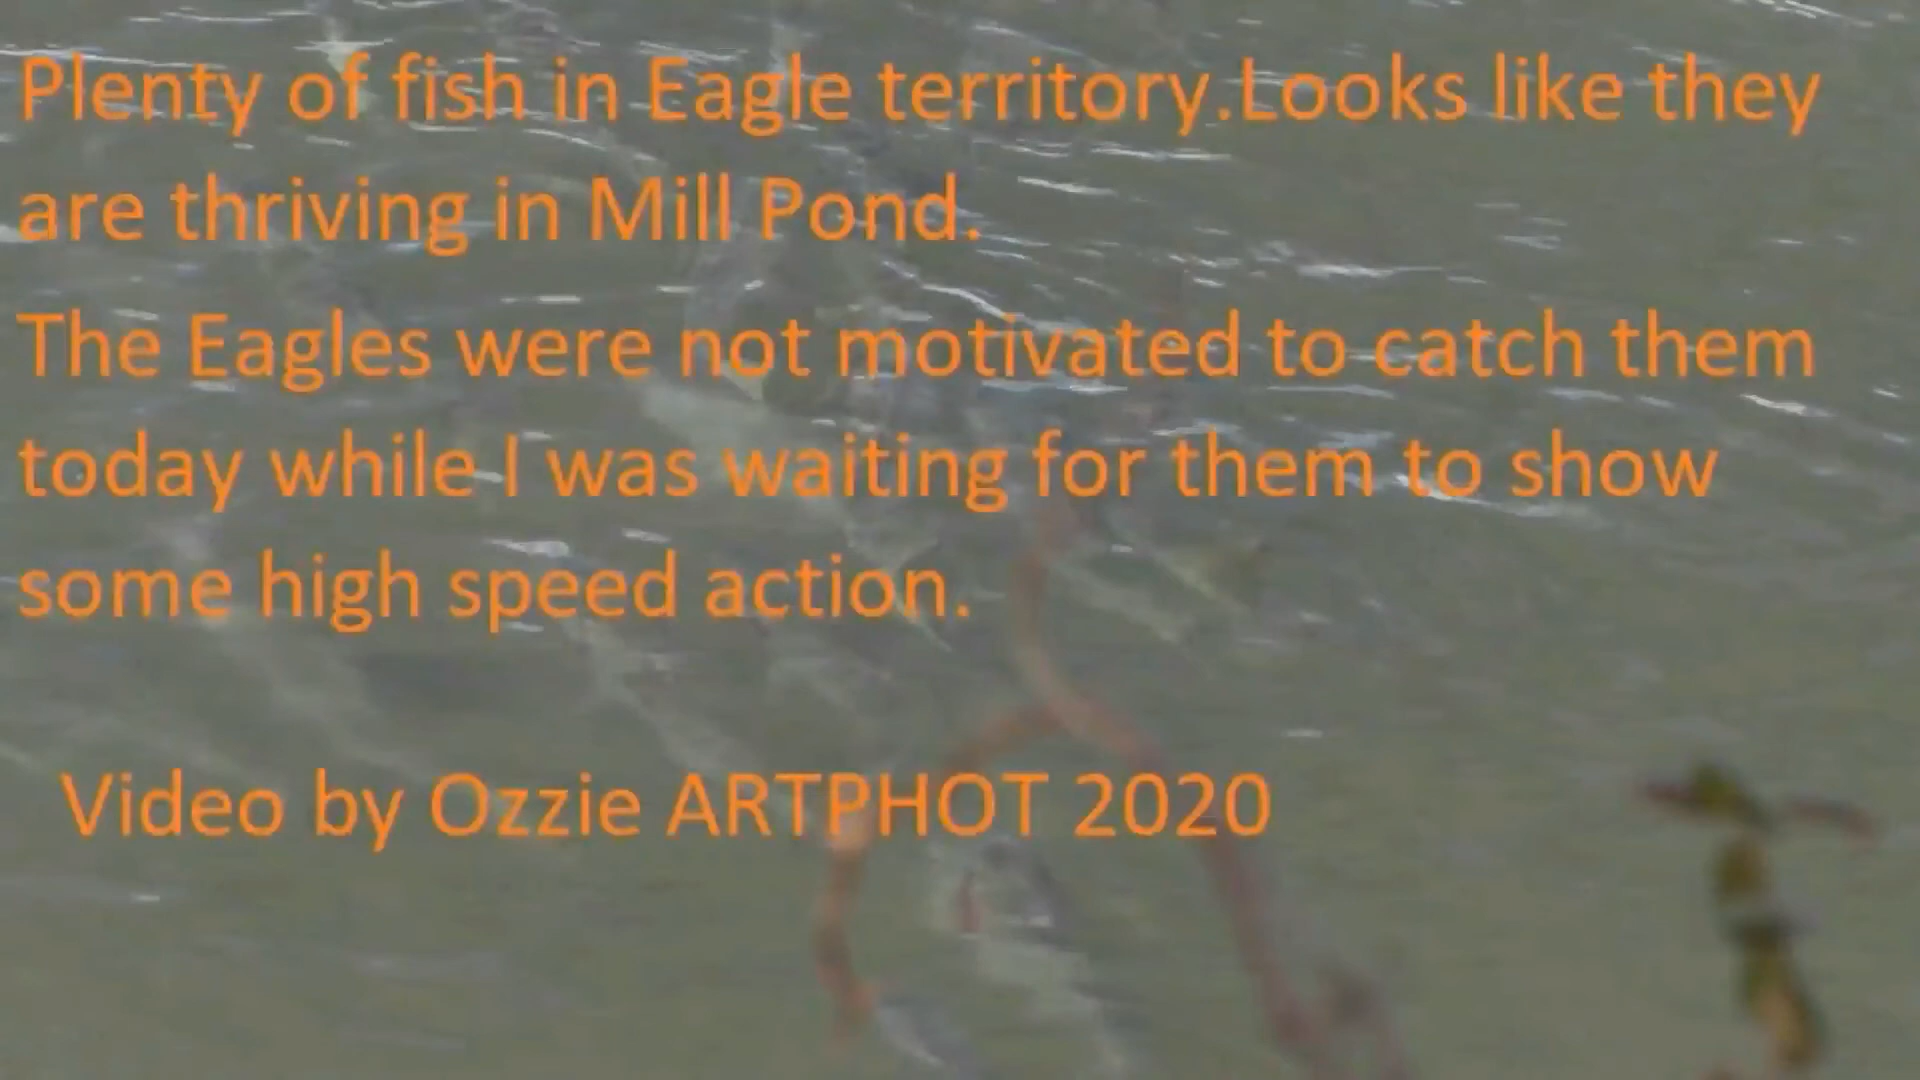 Plenty of fish in Eagle territory.Looks like they
are thriving in Mill Pond.
The Eagles were not motivated to catch them
today while I was waiting for them to show
some high speed action.
Video by Ozzie ARTPHOT 2020